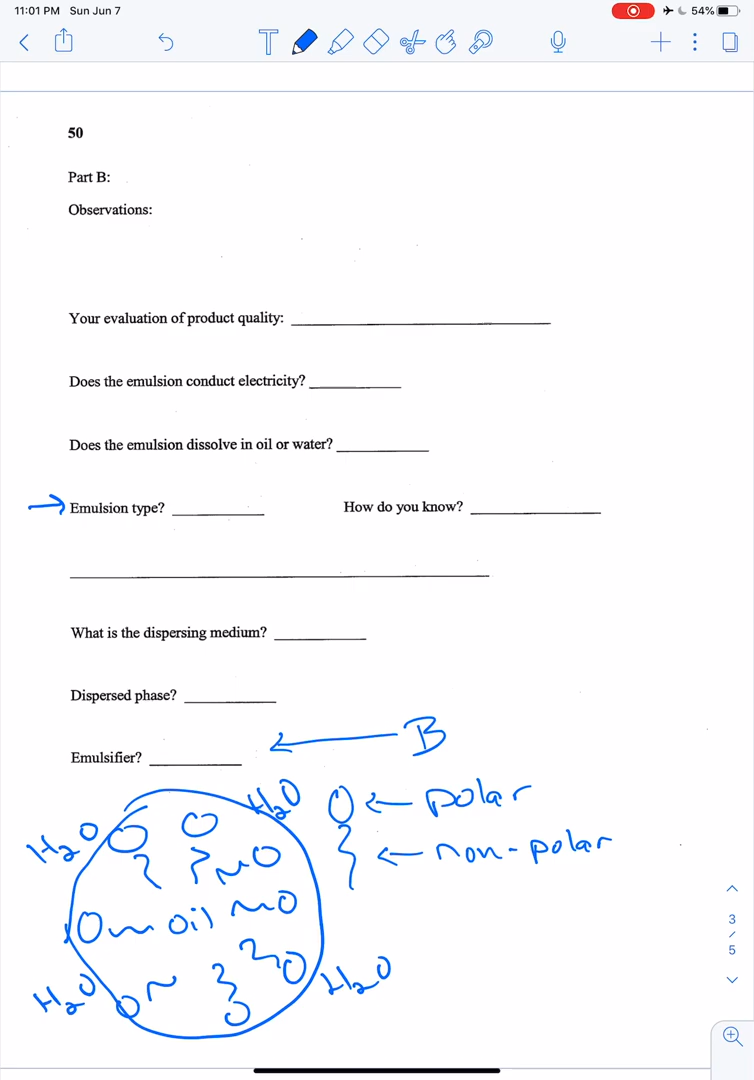 11:01 PM Sun Jun 7 54%
T
50
Part B:
Observations:
Your evaluation of product quality:
Does the emulsion conduct electricity?
Does the emulsion dissolve in oil or water?
Emulsion type? How do you know?
What is the dispersing medium?
Dispersed phase?
Emulsifier? B
H2O polar
H2O non-polar
oil
H2O H2O
3
/
5